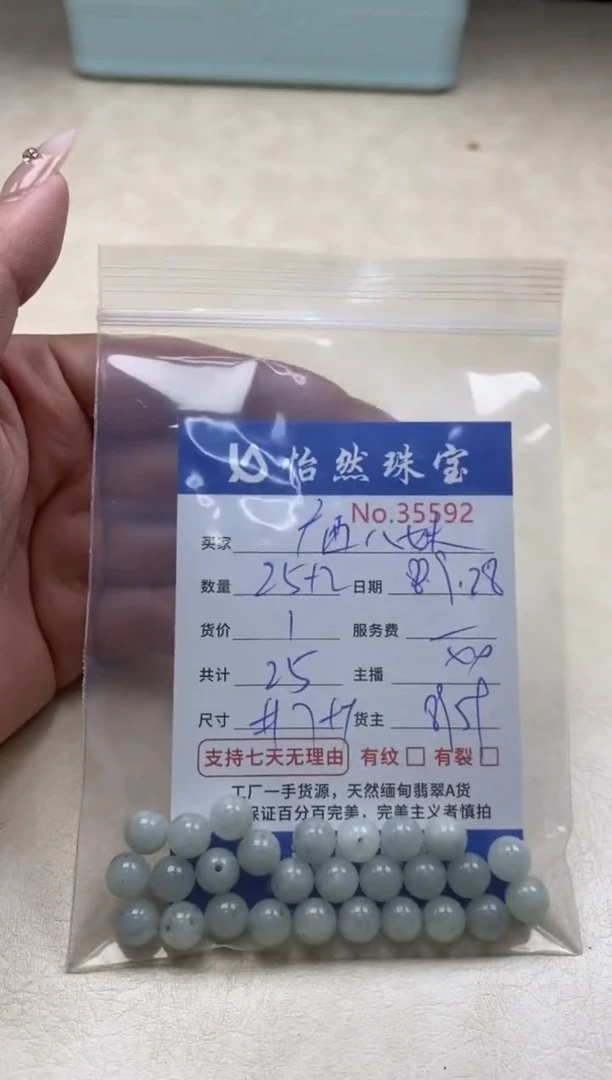 怡然珠宝
No.35592
买家 广西八妹
数量 25+2 日期 9.28
货价 1 服务费 —
共计 25 主播 xx
尺寸 #7+1 货主
支持七天无理由 有纹 □ 有裂 □
工厂一手货源，天然缅甸翡翠A货
保证百分百完美，完美主义者慎拍